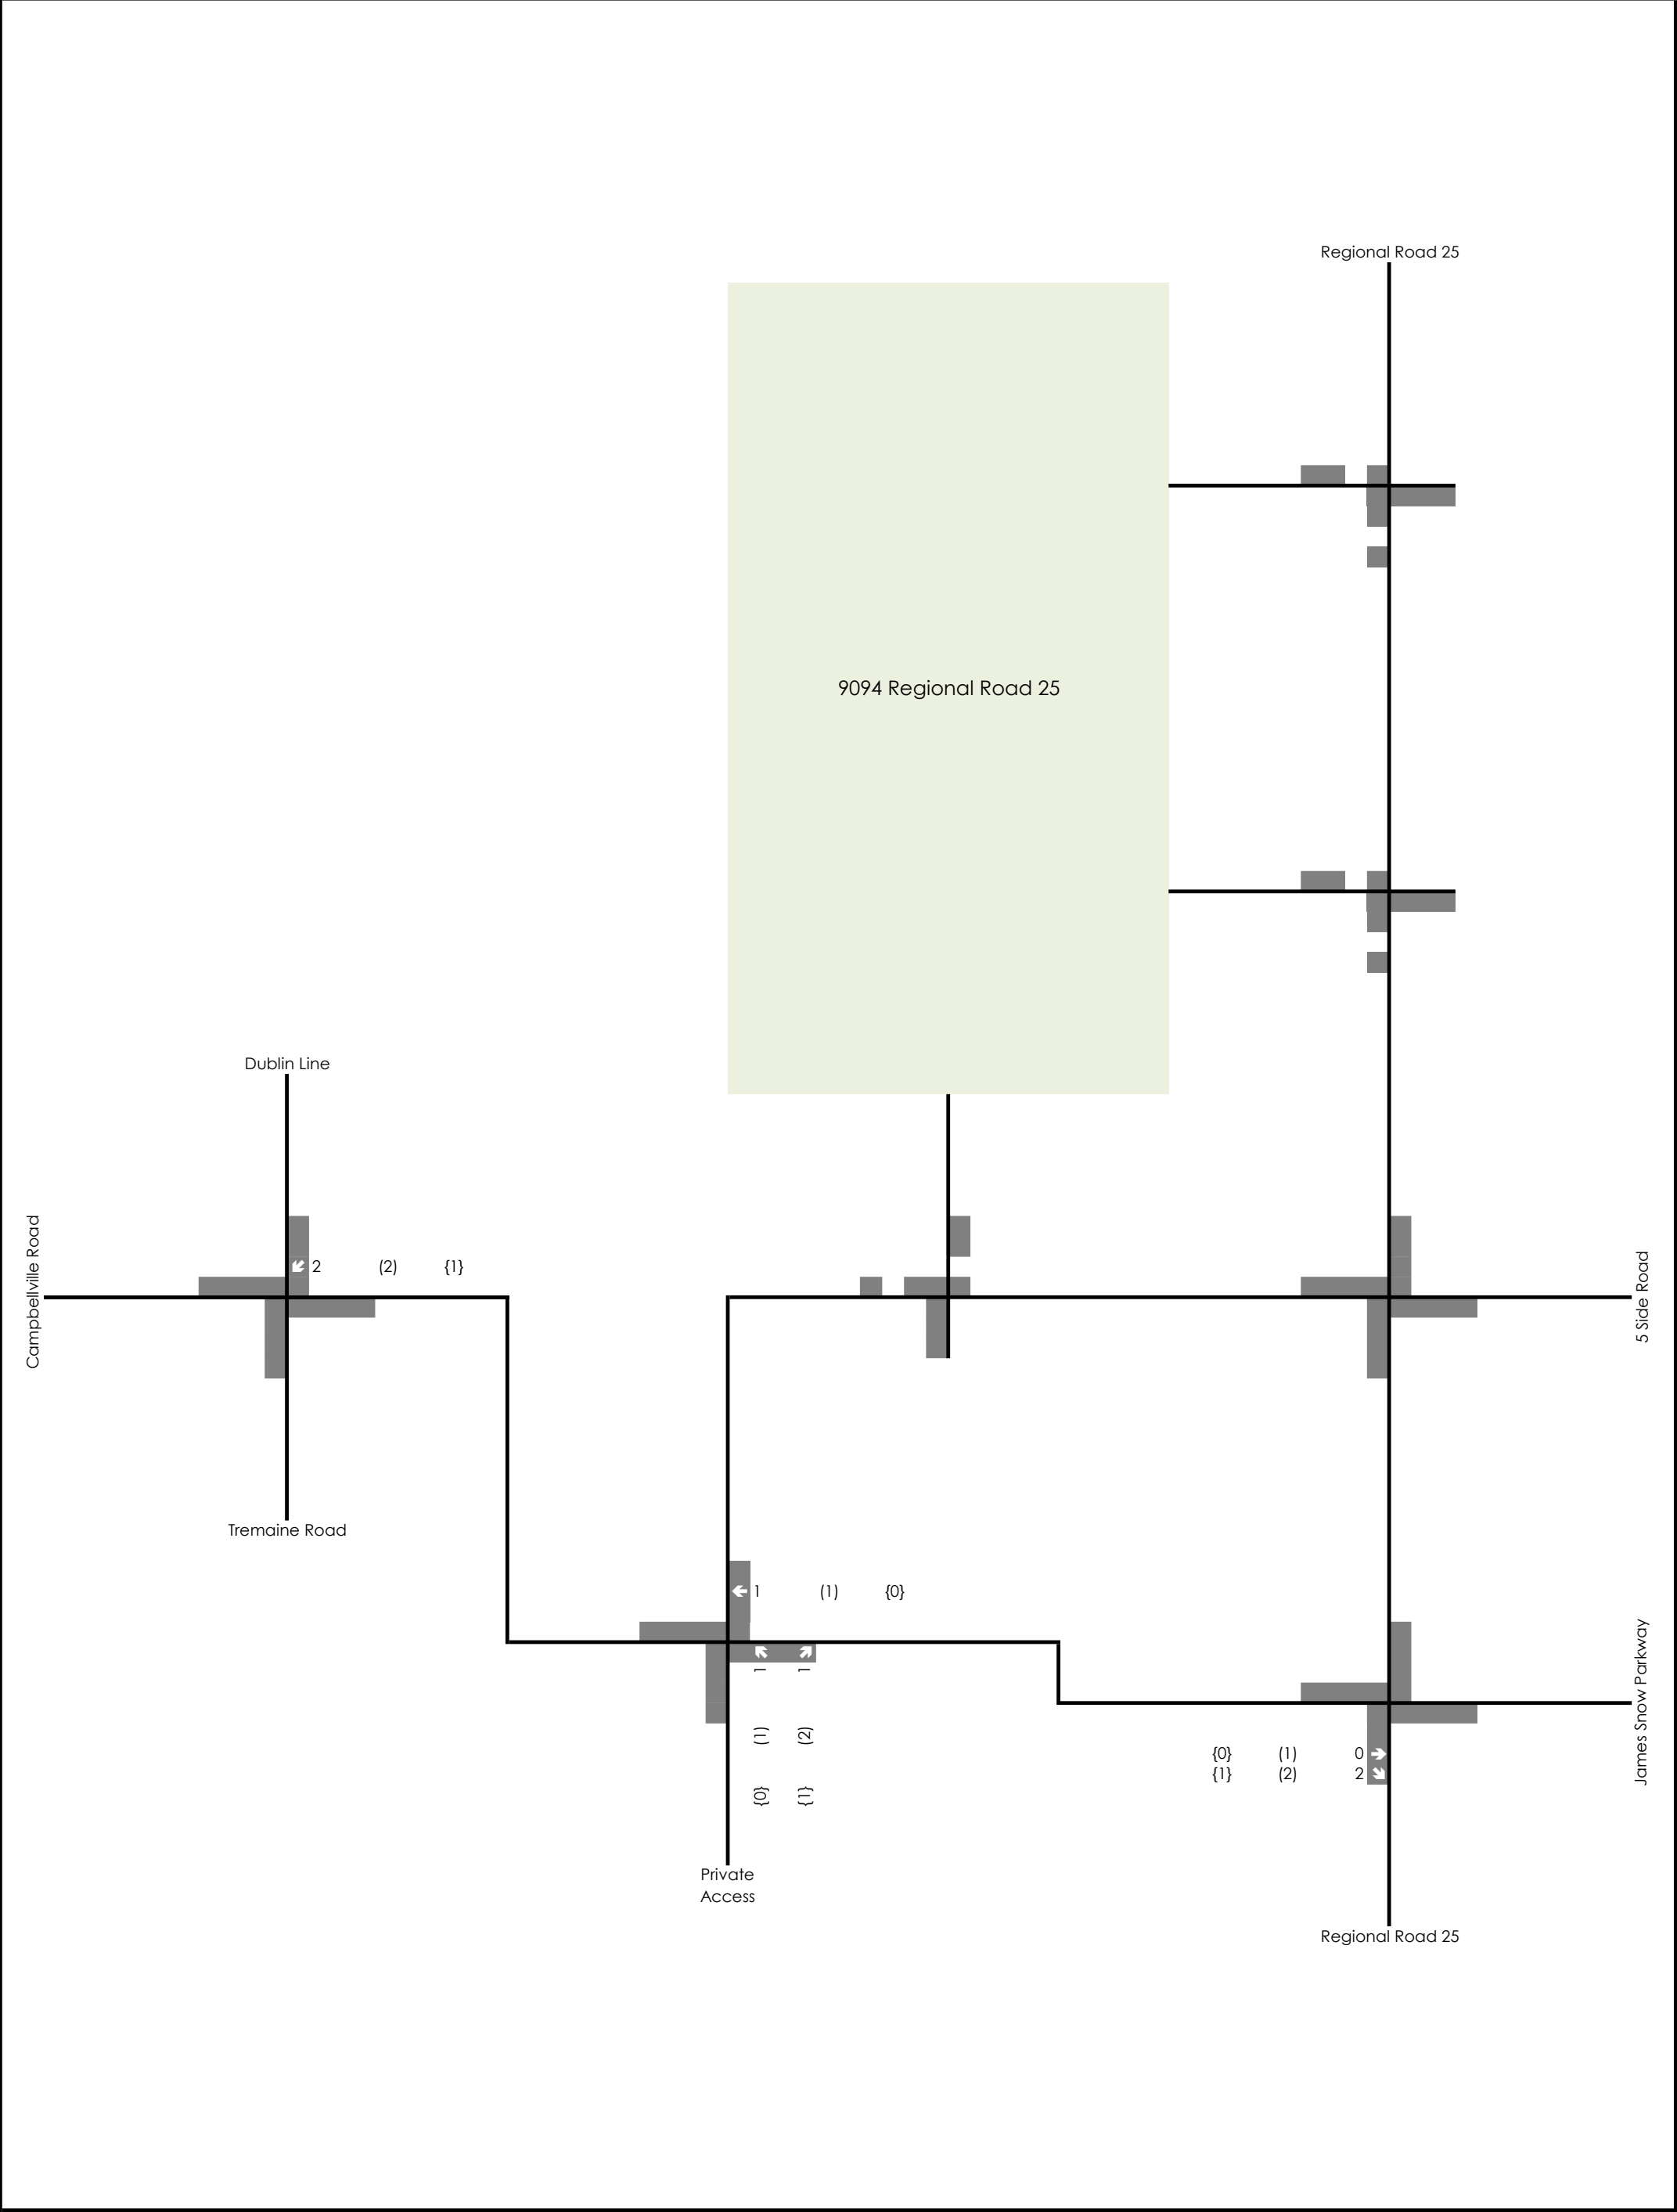 Regional Road 25
9094 Regional Road 25
Dublin Line
Campbellville Road
2 (2) {1}
5 Side Road
Tremaine Road
1 (1) {0}
{0} (1) 1
{1} (2) 1
{0} (1) 0
{1} (2) 2
James Snow Parkway
Private
Access
Regional Road 25